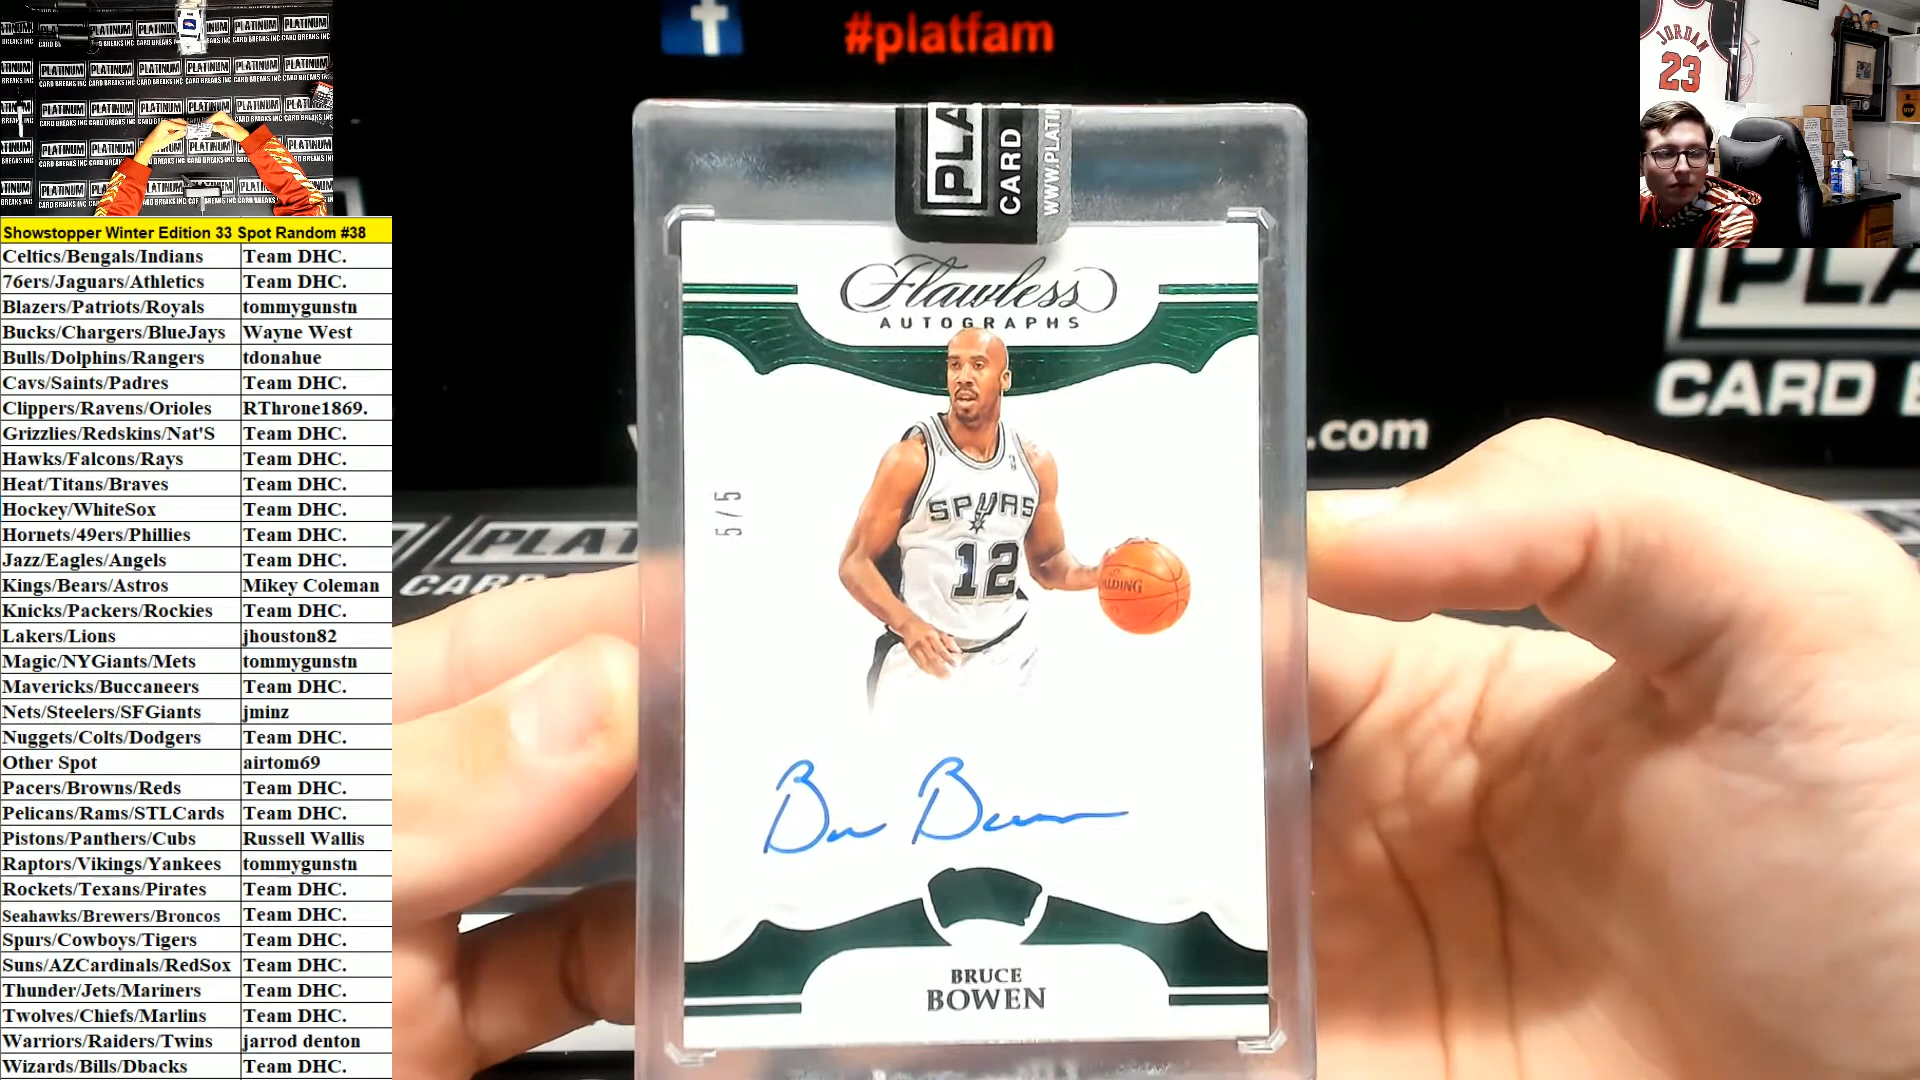 #platfam
JORDAN
23
PLATINUM
CARD BREAKS INC
Showstopper Winter Edition 33 Spot Random #38
Celtics/Bengals/Indians Team DHC.
76ers/Jaguars/Athletics Team DHC.
Blazers/Patriots/Royals tommygunstn
Bucks/Chargers/BlueJays Wayne West
Bulls/Dolphins/Rangers tdonahue
Cavs/Saints/Padres Team DHC.
Clippers/Ravens/Orioles RThrone1869.
Grizzlies/Redskins/Nat'S Team DHC.
Hawks/Falcons/Rays Team DHC.
Heat/Titans/Braves Team DHC.
Hockey/WhiteSox Team DHC.
Hornets/49ers/Phillies Team DHC.
Jazz/Eagles/Angels Team DHC.
Kings/Bears/Astros Mikey Coleman
Knicks/Packers/Rockies Team DHC.
Lakers/Lions jhouston82
Magic/NYGiants/Mets tommygunstn
Mavericks/Buccaneers Team DHC.
Nets/Steelers/SFGiants jminz
Nuggets/Colts/Dodgers Team DHC.
Other Spot airtom69
Pacers/Browns/Reds Team DHC.
Pelicans/Rams/STLCards Team DHC.
Pistons/Panthers/Cubs Russell Wallis
Raptors/Vikings/Yankees tommygunstn
Rockets/Texans/Pirates Team DHC.
Seahawks/Brewers/Broncos Team DHC.
Spurs/Cowboys/Tigers Team DHC.
Suns/AZCardinals/RedSox Team DHC.
Thunder/Jets/Mariners Team DHC.
Twolves/Chiefs/Marlins Team DHC.
Warriors/Raiders/Twins jarrod denton
Wizards/Bills/Dbacks Team DHC.
PLA
CARD
WWW.PLATIN
Flawless
AUTOGRAPHS
5/5
SPURS
12
BRUCE
BOWEN
CARD
.com